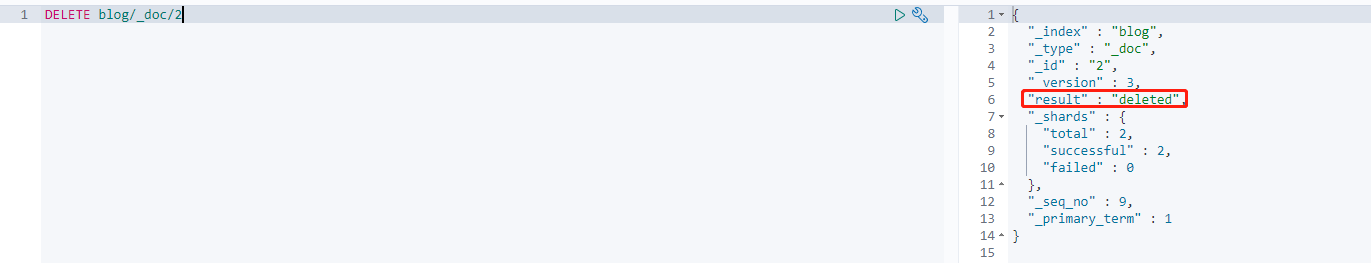 1 DELETE blog/_doc/2
1 {
2 "_index" : "blog",
3 "_type" : "_doc",
4 "_id" : "2",
5 "_version" : 3,
6 "result" : "deleted",
7 "_shards" : {
8 "total" : 2,
9 "successful" : 2,
10 "failed" : 0
11 },
12 "_seq_no" : 9,
13 "_primary_term" : 1
14 }
15